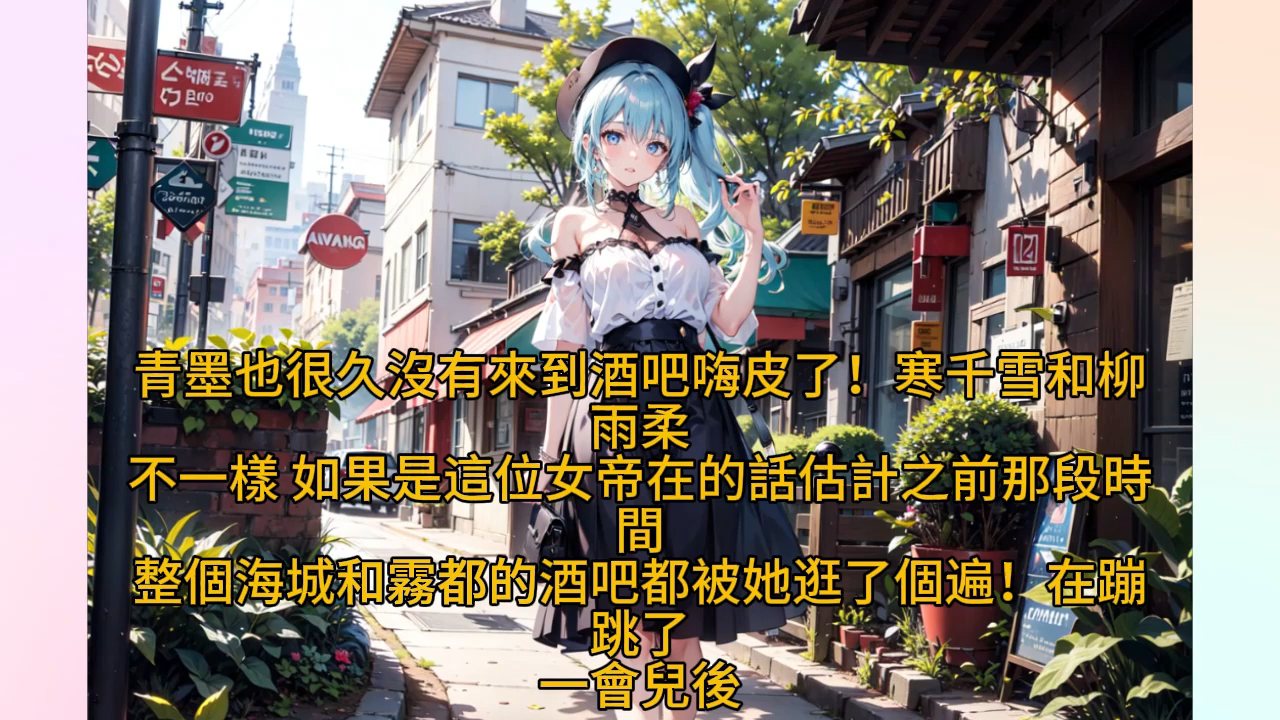 AVANG
青墨也很久沒有來到酒吧嗨皮了！寒千雪和柳
雨柔
不一樣 如果是這位女帝在的話估計之前那段時
間
整個海城和霧都的酒吧都被她逛了個遍！在蹦
跳了
一會兒後